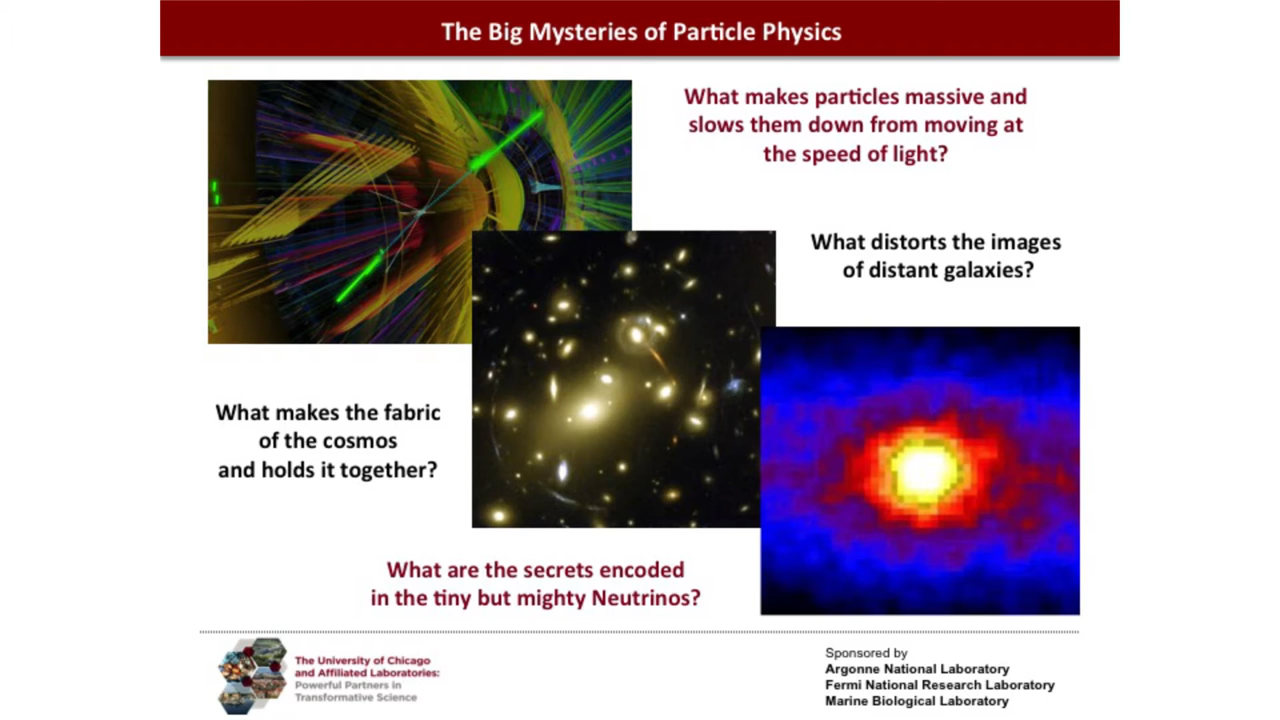 The Big Mysteries of Particle Physics
What makes particles massive and
slows them down from moving at
the speed of light?
What distorts the images
of distant galaxies?
What makes the fabric
of the cosmos
and holds it together?
What are the secrets encoded
in the tiny but mighty Neutrinos?
The University of Chicago
and Affiliated Laboratories:
Powerful Partners in
Transformative Science
Sponsored by
Argonne National Laboratory
Fermi National Research Laboratory
Marine Biological Laboratory